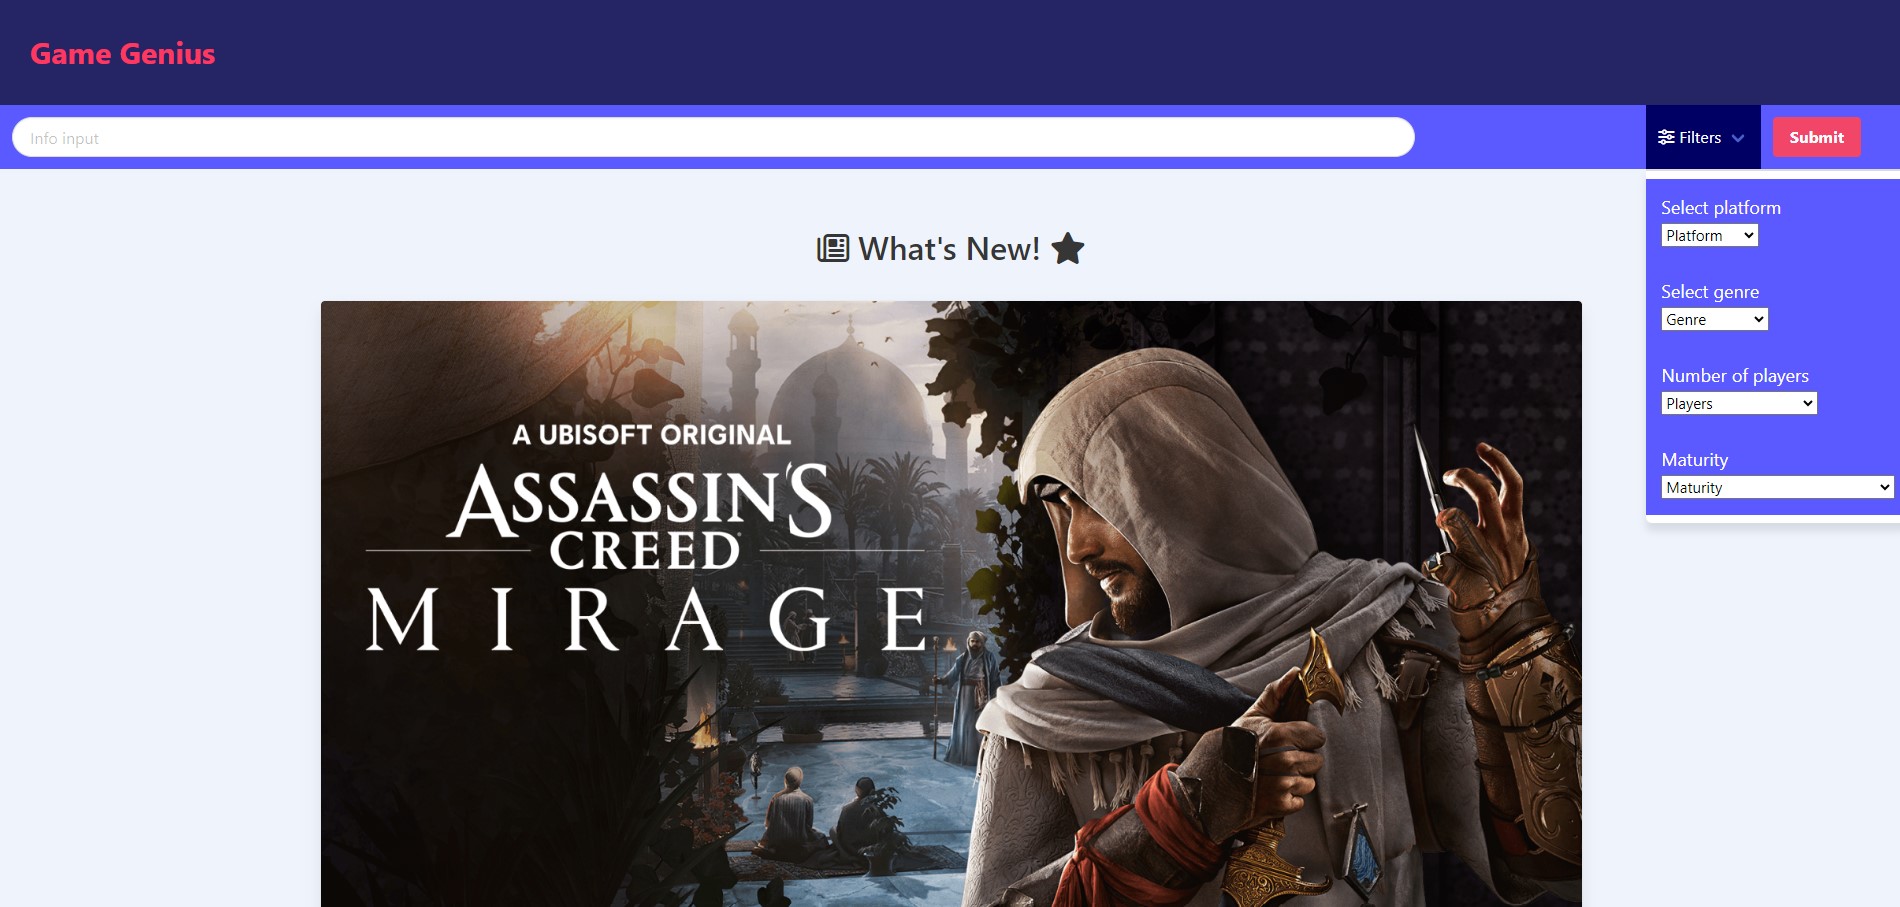 Game Genius
Info input
Filters
Submit
Select platform
Platform
Select genre
Genre
Number of players
Players
Maturity
Maturity
What's New!
A UBISOFT ORIGINAL
ASSASSIN'S
CREED
MIRAGE